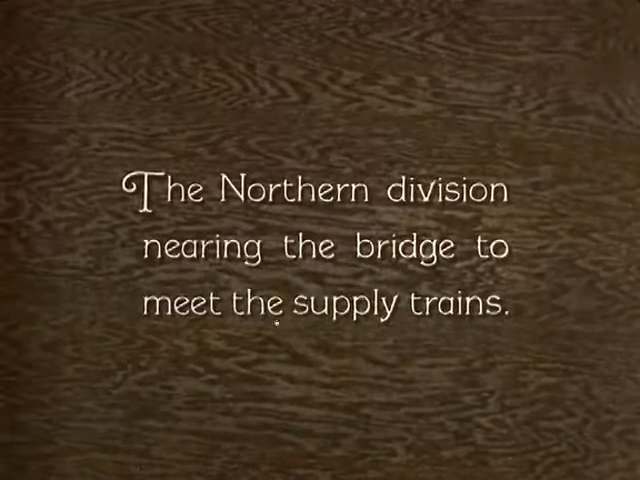 The Northern division
nearing the bridge to
meet the supply trains.